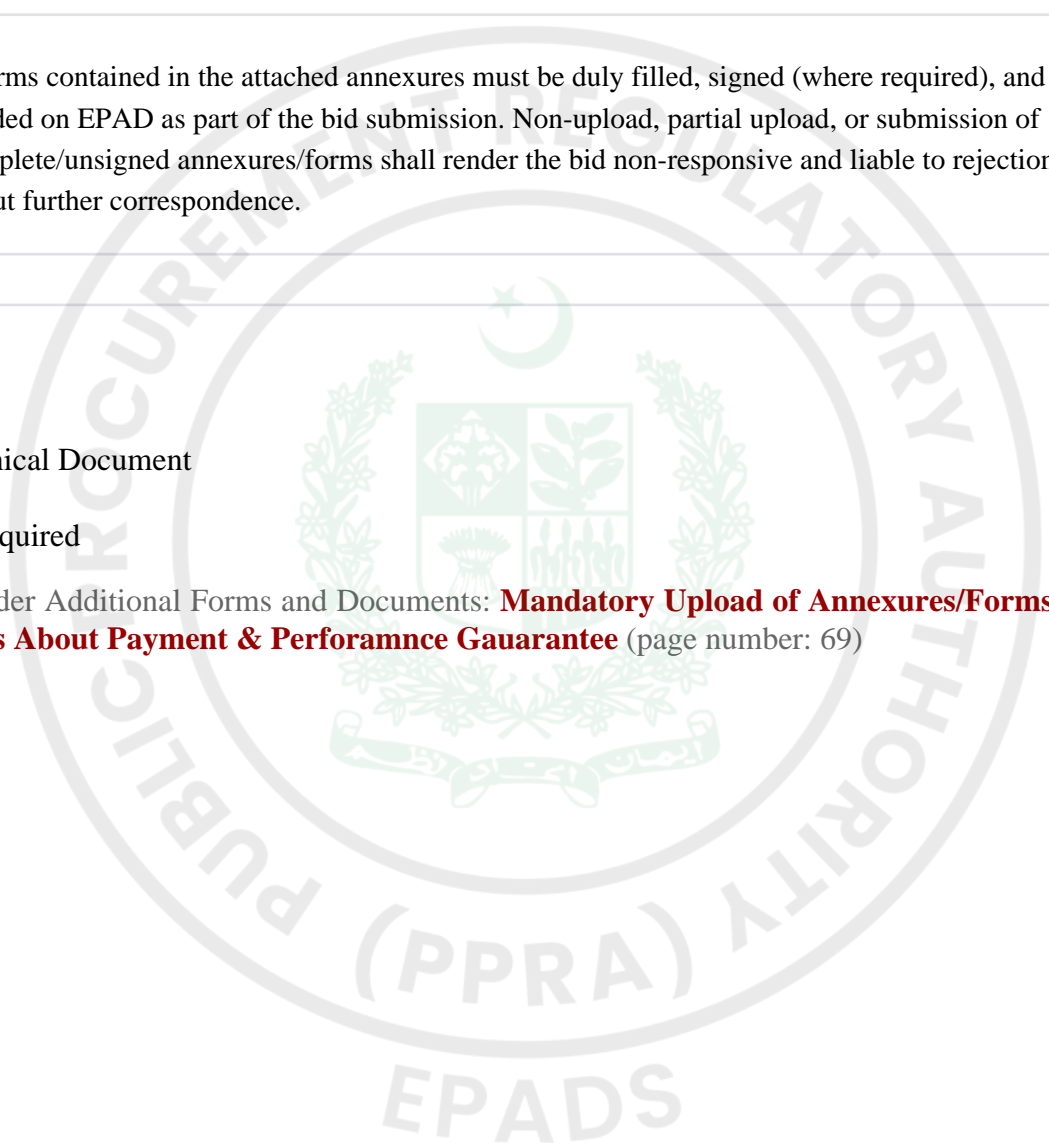 rms contained in the attached annexures must be duly filled, signed (where required), and
ded on EPAD as part of the bid submission. Non-upload, partial upload, or submission of
plete/unsigned annexures/forms shall render the bid non-responsive and liable to rejection
ut further correspondence.
nical Document
quired
der Additional Forms and Documents: Mandatory Upload of Annexures/Forms
s About Payment & Perforamnce Gauarantee (page number: 69)
PUBLIC PROCUREMENT REGULATORY AUTHORITY
(PPRA)
EPADS